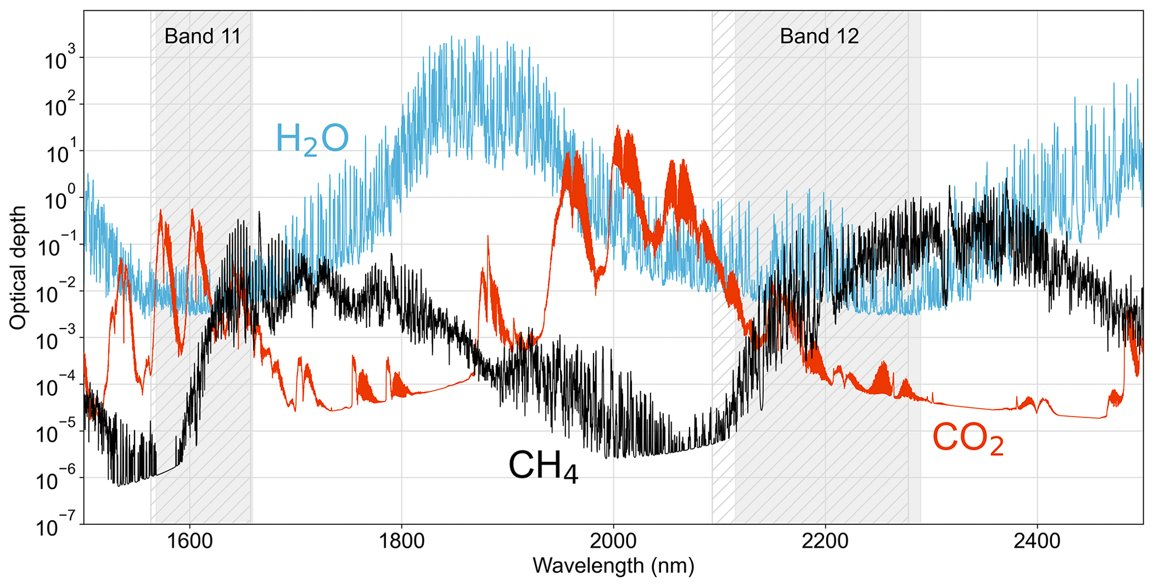 Band 11
Band 12
10³
10²
10¹
10⁰
10⁻¹
10⁻²
10⁻³
10⁻⁴
10⁻⁵
10⁻⁶
10⁻⁷
Optical depth
H₂O
CH₄
CO₂
1600 1800 2000 2200 2400
Wavelength (nm)